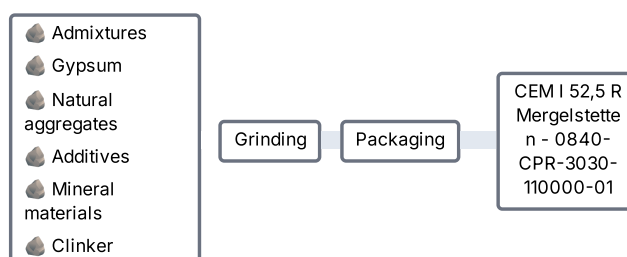 Admixtures
Gypsum
Natural
aggregates
Additives
Mineral
materials
Clinker
Grinding
Packaging
CEM I 52,5 R
Mergelstette
n - 0840-
CPR-3030-
110000-01